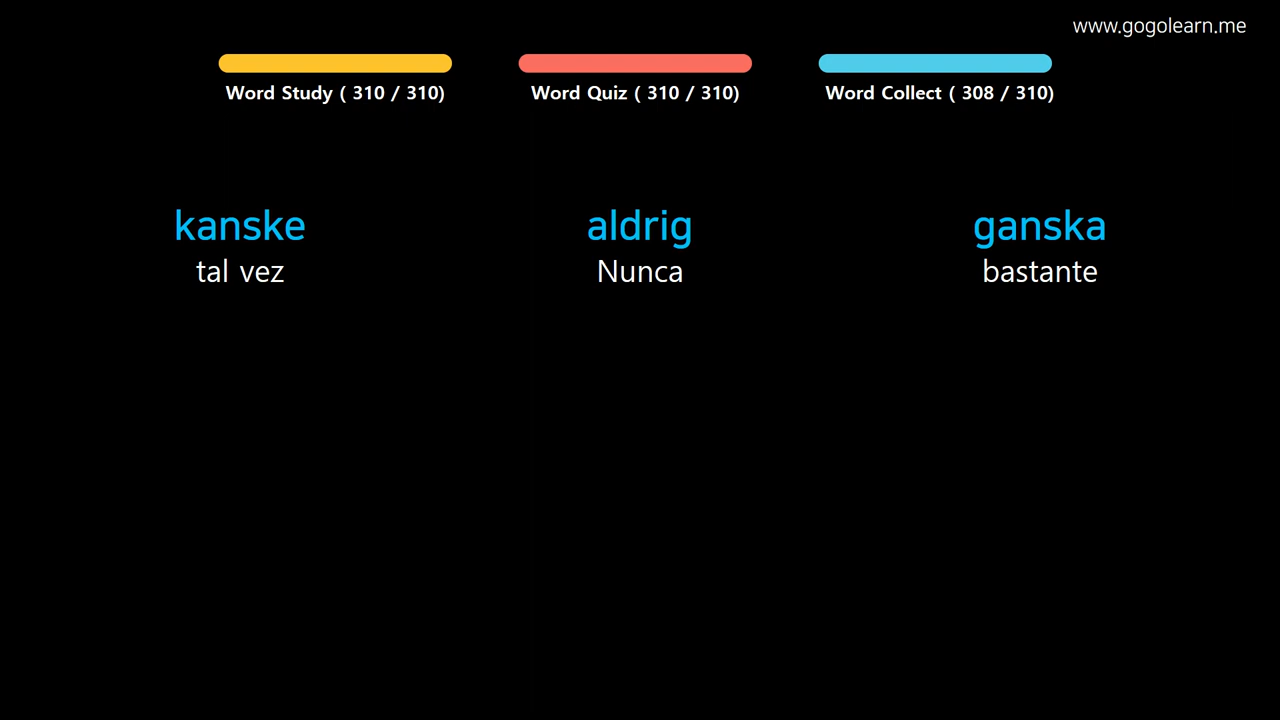 www.gogolearn.me
Word Study ( 310 / 310)
Word Quiz ( 310 / 310)
Word Collect ( 308 / 310)
kanske
tal vez
aldrig
Nunca
ganska
bastante